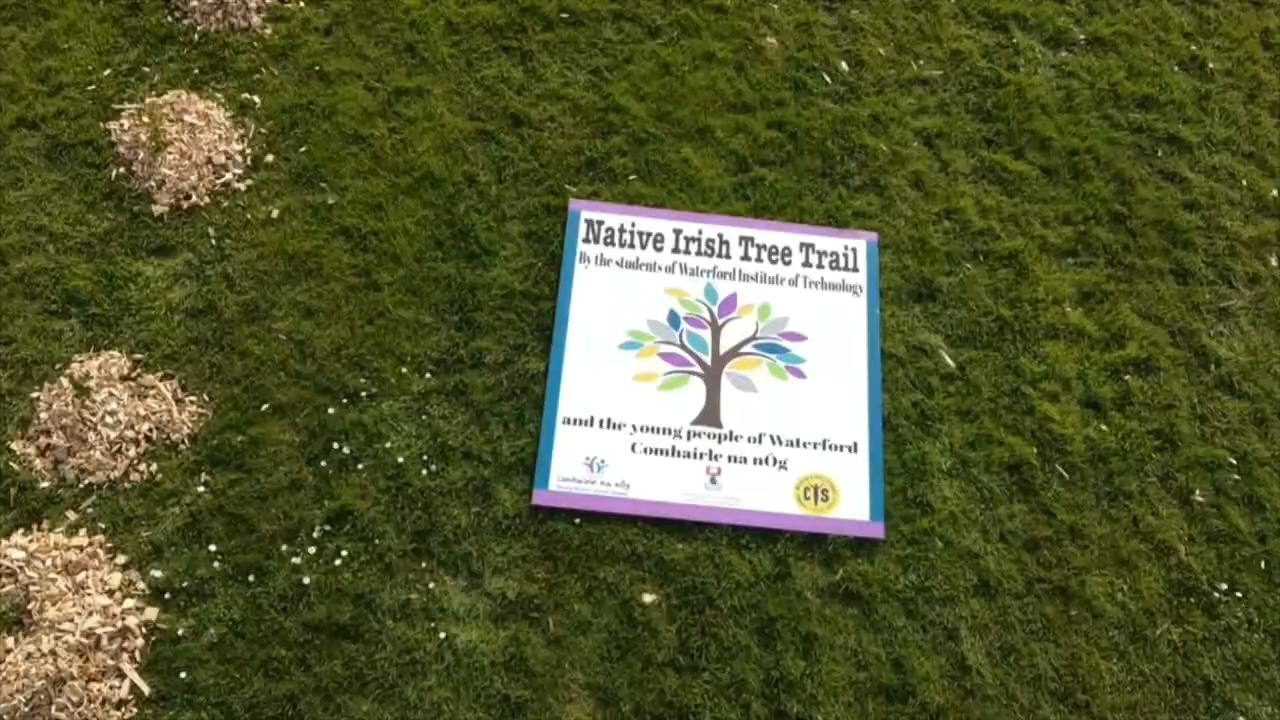 Native Irish Tree Trail
By the students of Waterford Institute of Technology
and the young people of Waterford
Comhairle na nÓg
Comhairle na nÓg
CTS